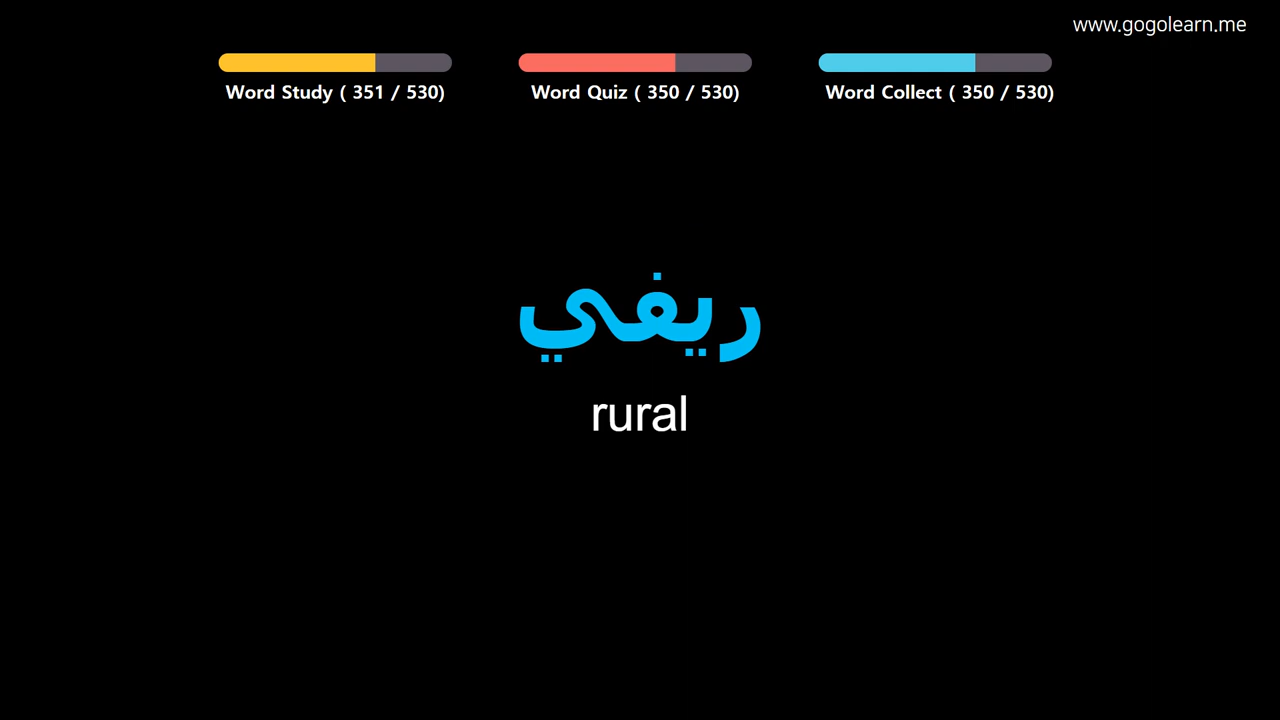 www.gogolearn.me
Word Study ( 351 / 530)
Word Quiz ( 350 / 530)
Word Collect ( 350 / 530)
ريفي
rural